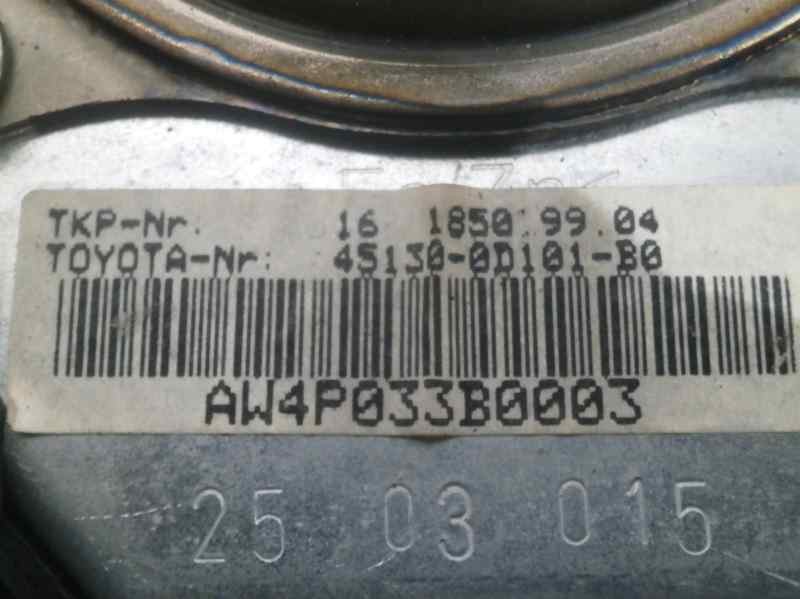 TKP-Nr. 16 1850 99 04
TOYOTA-Nr: 45130-0D101-B0
AW4P033B0003
25 03 015